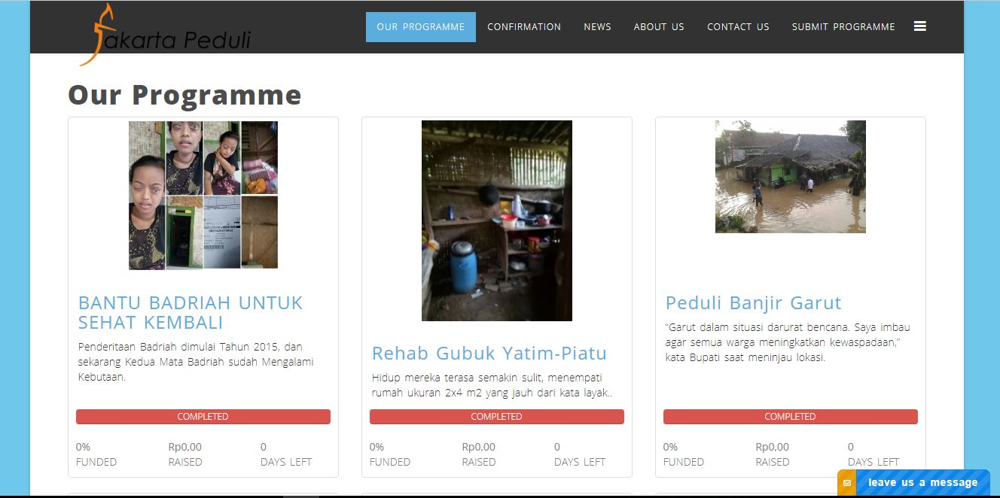 Jakarta Peduli
OUR PROGRAMME
CONFIRMATION
NEWS
ABOUT US
CONTACT US
SUBMIT PROGRAMME
Our Programme
BANTU BADRIAH UNTUK
SEHAT KEMBALI
Penderitaan Badriah dimulai Tahun 2015, dan
sekarang Kedua Mata Badriah sudah Mengalami
Kebutaan.
COMPLETED
0%
FUNDED
Rp0,00
RAISED
0
DAYS LEFT
Rehab Gubuk Yatim-Piatu
Hidup mereka terasa semakin sulit, menempati
rumah ukuran 2x4 m2 yang jauh dari kata layak..
COMPLETED
0%
FUNDED
Rp0,00
RAISED
0
DAYS LEFT
Peduli Banjir Garut
“Garut dalam situasi darurat bencana. Saya imbau
agar semua warga meningkatkan kewaspadaan,”
kata Bupati saat meninjau lokasi.
COMPLETED
0%
FUNDED
Rp0,00
RAISED
0
DAYS LEFT
leave us a message